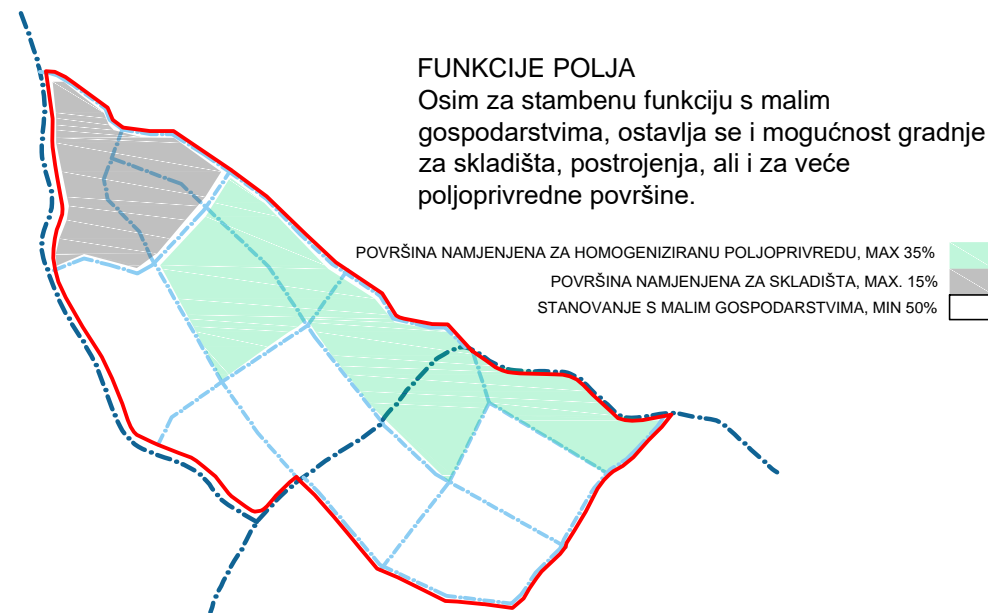 FUNKCIJE POLJA
Osim za stambenu funkciju s malim
gospodarstvima, ostavlja se i mogućnost gradnje
za skladišta, postrojenja, ali i za veće
poljoprivredne površine.
POVRŠINA NAMJENJENA ZA HOMOGENIZIRANU POLJOPRIVREDU, MAX 35%
POVRŠINA NAMJENJENA ZA SKLADIŠTA, MAX. 15%
STANOVANJE S MALIM GOSPODARSTVIMA, MIN 50%